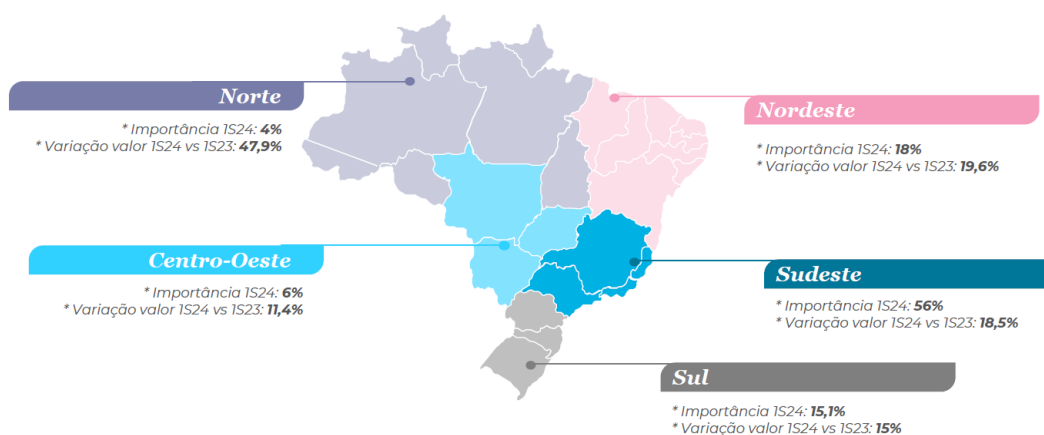 Norte
* Importância 1S24: 4%
* Variação valor 1S24 vs 1S23: 47,9%
Nordeste
* Importância 1S24: 18%
* Variação valor 1S24 vs 1S23: 19,6%
Centro-Oeste
* Importância 1S24: 6%
* Variação valor 1S24 vs 1S23: 11,4%
Sudeste
* Importância 1S24: 56%
* Variação valor 1S24 vs 1S23: 18,5%
Sul
* Importância 1S24: 15,1%
* Variação valor 1S24 vs 1S23: 15%